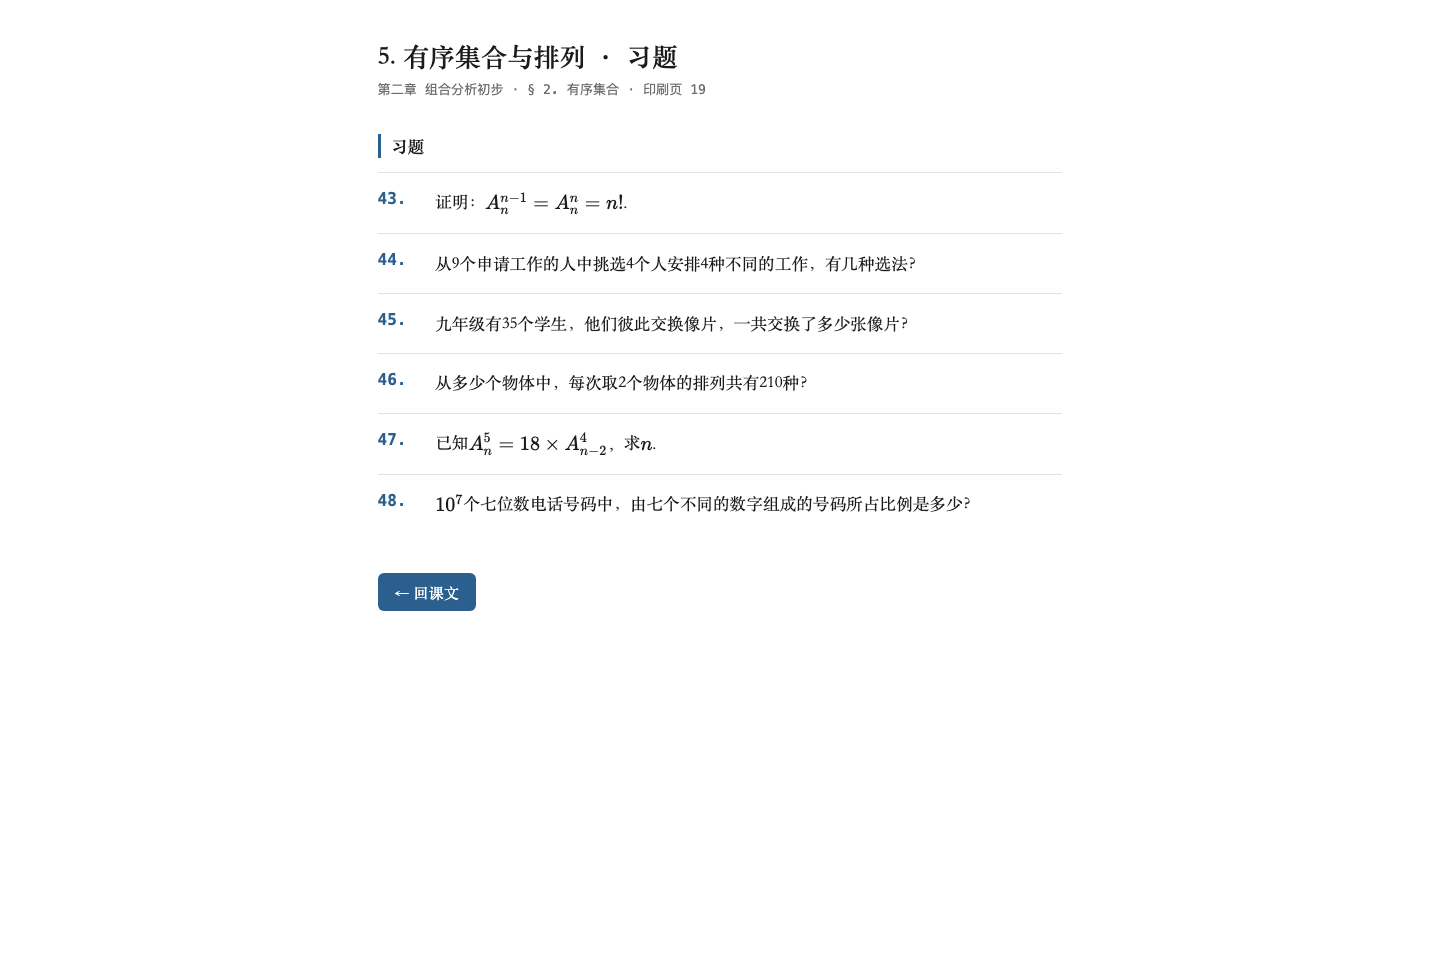 5. 有序集合与排列 · 习题
第二章 组合分析初步 · § 2. 有序集合 · 印刷页 19
习题
43. 证明：$A_n^{n-1} = A_n^n = n!$.
44. 从9个申请工作的人中挑选4个人安排4种不同的工作，有几种选法?
45. 九年级有35个学生，他们彼此交换像片，一共交换了多少张像片?
46. 从多少个物体中，每次取2个物体的排列共有210种?
47. 已知$A_n^5 = 18 \times A_{n-2}^4$，求$n$.
48. $10^7$个七位数电话号码中，由七个不同的数字组成的号码所占比例是多少?
← 回课文